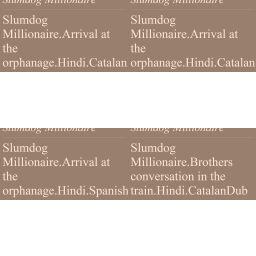 Slumdog Millionaire
Slumdog Millionaire
Slumdog
Millionaire.Arrival at
the
orphanage.Hindi.Catalan
Slumdog
Millionaire.Arrival at
the
orphanage.Hindi.Catalan
Slumdog Millionaire
Slumdog Millionaire
Slumdog
Millionaire.Arrival at
the
orphanage.Hindi.Spanish
Slumdog
Millionaire.Brothers
conversation in the
train.Hindi.CatalanDub